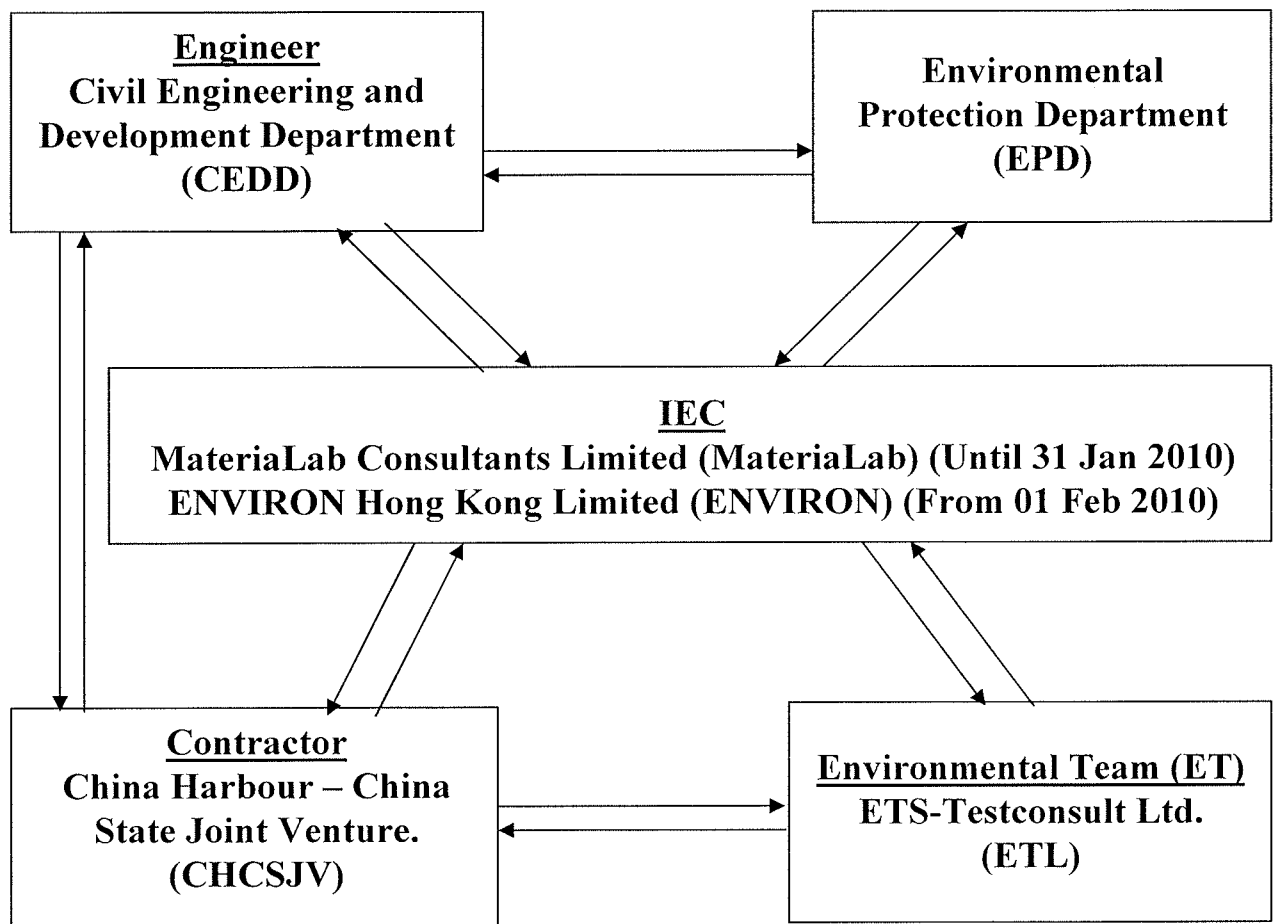 Engineer
Civil Engineering and
Development Department
(CEDD)
Environmental
Protection Department
(EPD)
IEC
MateriaLab Consultants Limited (MateriaLab) (Until 31 Jan 2010)
ENVIRON Hong Kong Limited (ENVIRON) (From 01 Feb 2010)
Contractor
China Harbour – China
State Joint Venture.
(CHCSJV)
Environmental Team (ET)
ETS-Testconsult Ltd.
(ETL)